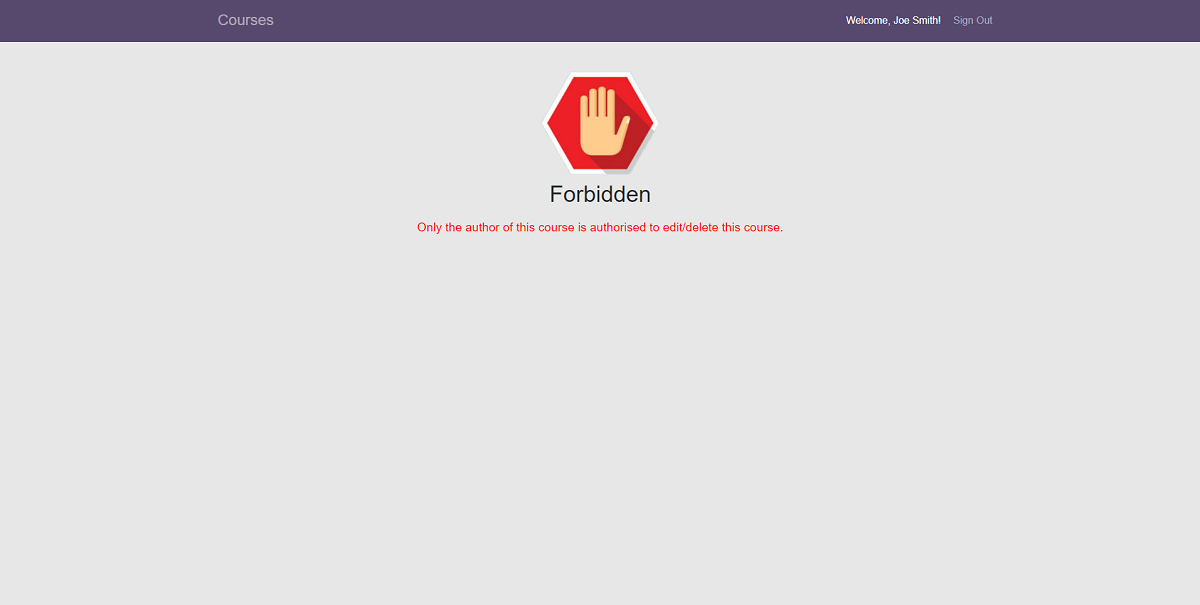 Courses
Welcome, Joe Smith!
Sign Out
Forbidden
Only the author of this course is authorised to edit/delete this course.